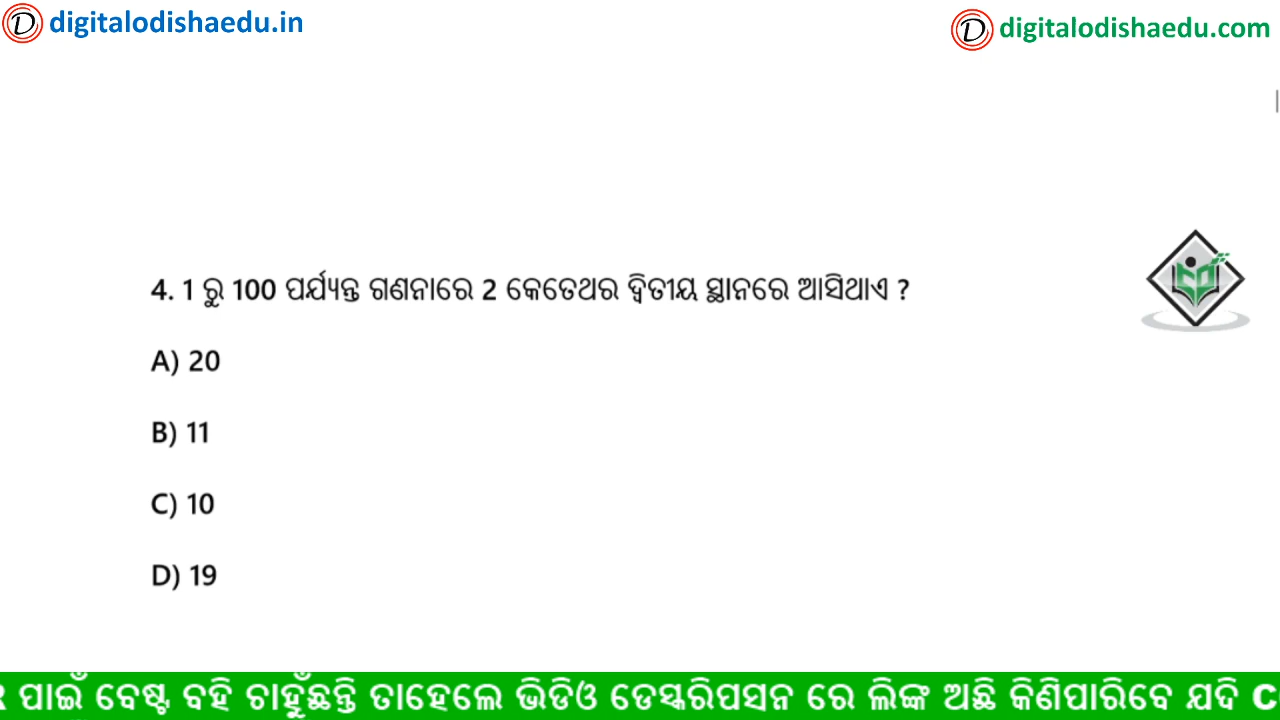 digitalodishaedu.in
digitalodishaedu.com
4. 1 ରୁ 100 ପର୍ଯ୍ୟନ୍ତ ଗଣନାରେ 2 କେତେଥର ଦ୍ୱିତୀୟ ସ୍ଥାନରେ ଆସିଥାଏ ?
A) 20
B) 11
C) 10
D) 19
ପାଇଁ ବେଷ୍ଟ ବହି ଚାହୁଁଛନ୍ତି ତାହେଲେ ଭିଡିଓ ଡେସ୍କରିପସନ ରେ ଲିଙ୍କ ଅଛି କିଣିପାରିବେ ଯଦି C